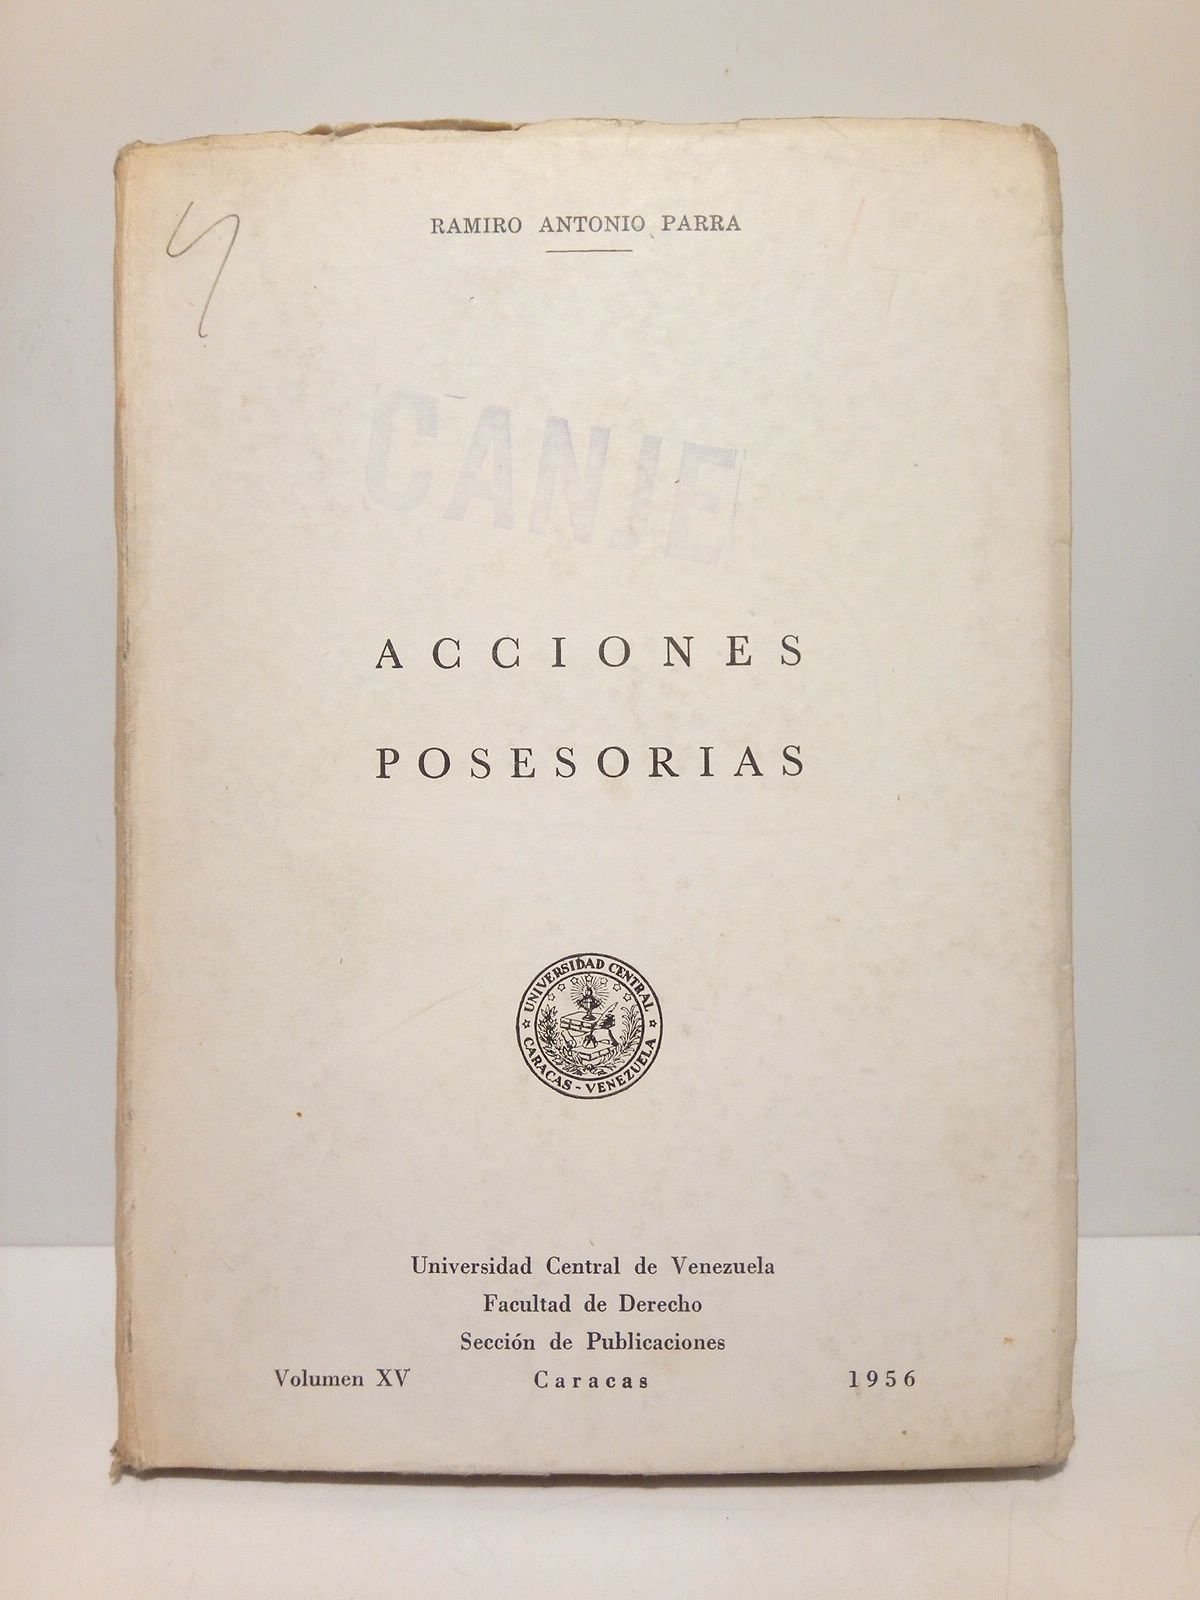 RAMIRO ANTONIO PARRA
CANJE
ACCIONES
POSESORIAS
UNIVERSIDAD CENTRAL
CARACAS - VENEZUELA
Universidad Central de Venezuela
Facultad de Derecho
Sección de Publicaciones
Volumen XV Caracas 1956